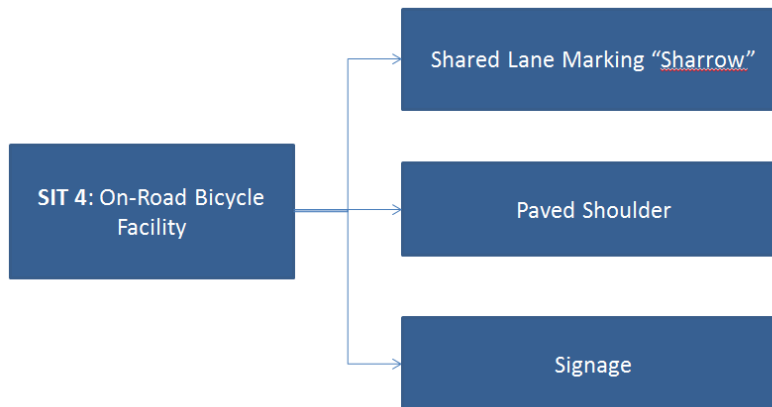 Shared Lane Marking “Sharrow”
SIT 4: On-Road Bicycle
Facility
Paved Shoulder
Signage